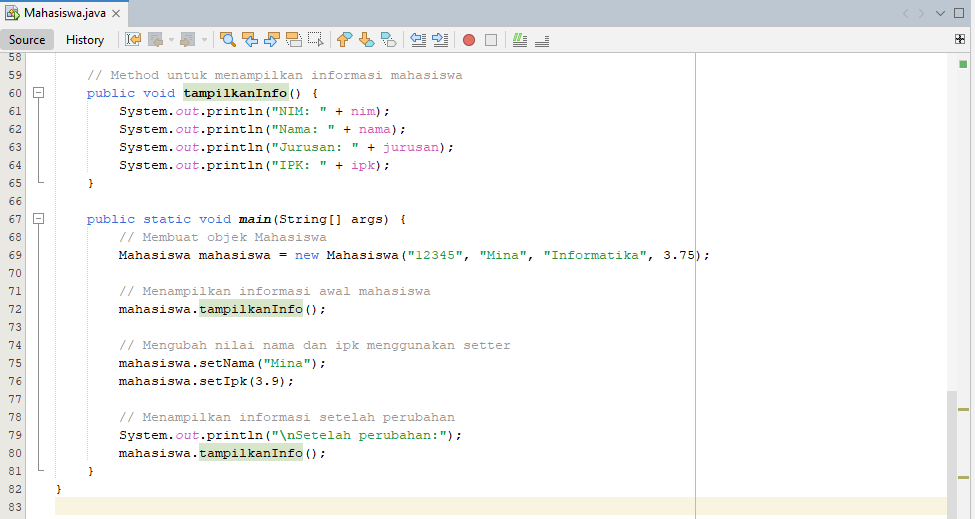 Mahasiswa.java
Source History
58
59 // Method untuk menampilkan informasi mahasiswa
60 public void tampilkanInfo() {
61 System.out.println("NIM: " + nim);
62 System.out.println("Nama: " + nama);
63 System.out.println("Jurusan: " + jurusan);
64 System.out.println("IPK: " + ipk);
65 }
66
67 public static void main(String[] args) {
68 // Membuat objek Mahasiswa
69 Mahasiswa mahasiswa = new Mahasiswa("12345", "Mina", "Informatika", 3.75);
70
71 // Menampilkan informasi awal mahasiswa
72 mahasiswa.tampilkanInfo();
73
74 // Mengubah nilai nama dan ipk menggunakan setter
75 mahasiswa.setNama("Mina");
76 mahasiswa.setIpk(3.9);
77
78 // Menampilkan informasi setelah perubahan
79 System.out.println("\nSetelah perubahan:");
80 mahasiswa.tampilkanInfo();
81 }
82 }
83